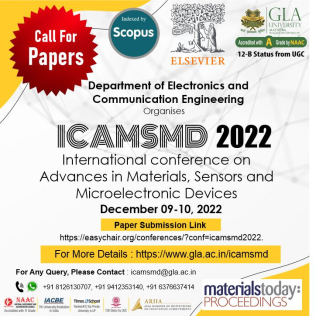 Call For
Papers
Indexed by
Scopus
ELSEVIER
GLA
UNIVERSITY
Accredited with A Grade by NAAC
12-B Status from UGC
Department of Electronics and
Communication Engineering
Organises
ICAMSMD 2022
International conference on
Advances in Materials, Sensors and
Microelectronic Devices
December 09-10, 2022
Paper Submission Link
https://easychair.org/conferences/?conf=icamsmd2022.
For More Details : https://www.gla.ac.in/icamsmd
For Any Query, Please Contact : icamsmd@gla.ac.in
+91 8126130707, +91 9412353140, +91 6376637414
materialstoday:
PROCEEDINGS
NAAC
IACBE
ARIIA